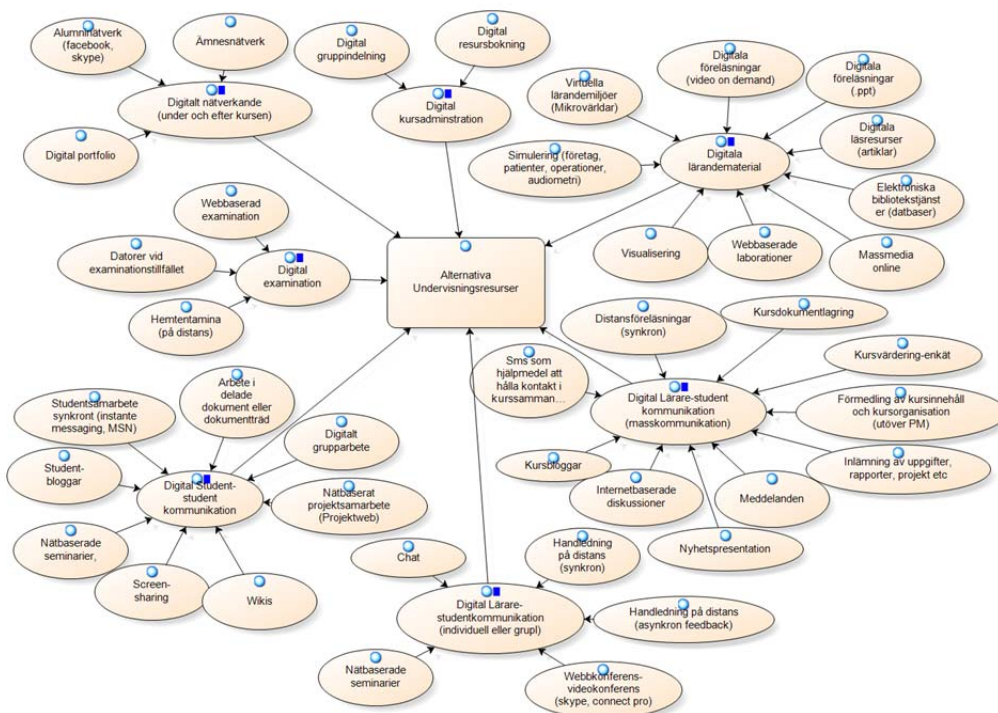 Alumninätverk
(facebook,
skype)
Ämnesnätverk
Digitalt nätverkande
(under och efter kursen)
Digital portfolio
Digital
gruppindelning
Digital
resursbokning
Digital
kursadminstration
Virtuella
lärandemiljöer
(Mikrovärldar)
Digitala
föreläsningar
(video on demand)
Digitala
föreläsningar
(.ppt)
Digitala
läsresurser
(artiklar)
Simulering (företag,
patienter, operationer,
audiometri)
Digitala
lärandematerial
Elektroniska
bibliotekstjänst
er (datbaser)
Visualisering
Webbaserade
laborationer
Massmedia
online
Webbaserad
examination
Datorer vid
examinationstillfället
Digital
examination
Hemtentamina
(på distans)
Alternativa
Undervisningsresurser
Distansföreläsningar
(synkron)
Kursdokumentlagring
Sms som
hjälpmedel att
hålla kontakt i
kurssamman…
Kursvärdering-enkät
Digital Lärare-student
kommunikation
(masskommunikation)
Förmedling av kursinnehåll
och kursorganisation
(utöver PM)
Inlämning av uppgifter,
rapporter, projekt etc
Kursbloggar
Internetbaserade
diskussioner
Meddelanden
Nyhetspresentation
Studentsamarbete
synkront (instante
messaging, MSN)
Arbete i
delade
dokument eller
dokumentträd
Digitalt
grupparbete
Student-
bloggar
Digital Student-
student
kommunikation
Nätbaserat
projektsamarbete
(Projektweb)
Nätbaserade
seminarier,
Screen-
sharing
Wikis
Chat
Handledning
på distans
(synkron)
Digital Lärare-
studentkommunikation
(individuell eller grupl)
Handledning på distans
(asynkron feedback)
Nätbaserade
seminarier
Webbkonferens-
videokonferens
(skype, connect pro)